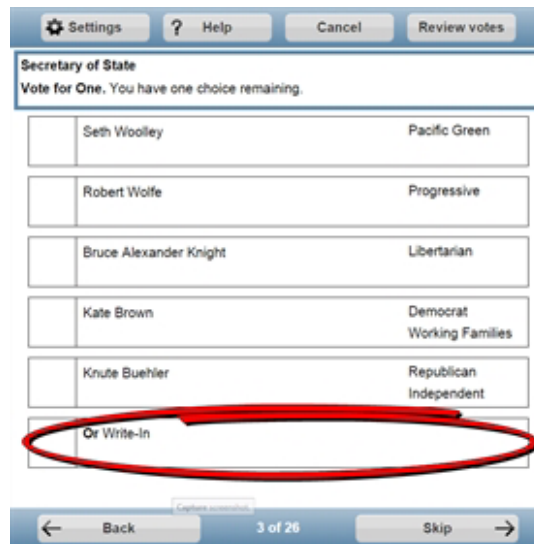 Settings
? Help
Cancel
Review votes
Secretary of State
Vote for One. You have one choice remaining.
Seth Woolley Pacific Green
Robert Wolfe Progressive
Bruce Alexander Knight Libertarian
Kate Brown Democrat
Working Families
Knute Buehler Republican
Independent
Or Write-In
Capture screenshot.
Back
3 of 26
Skip